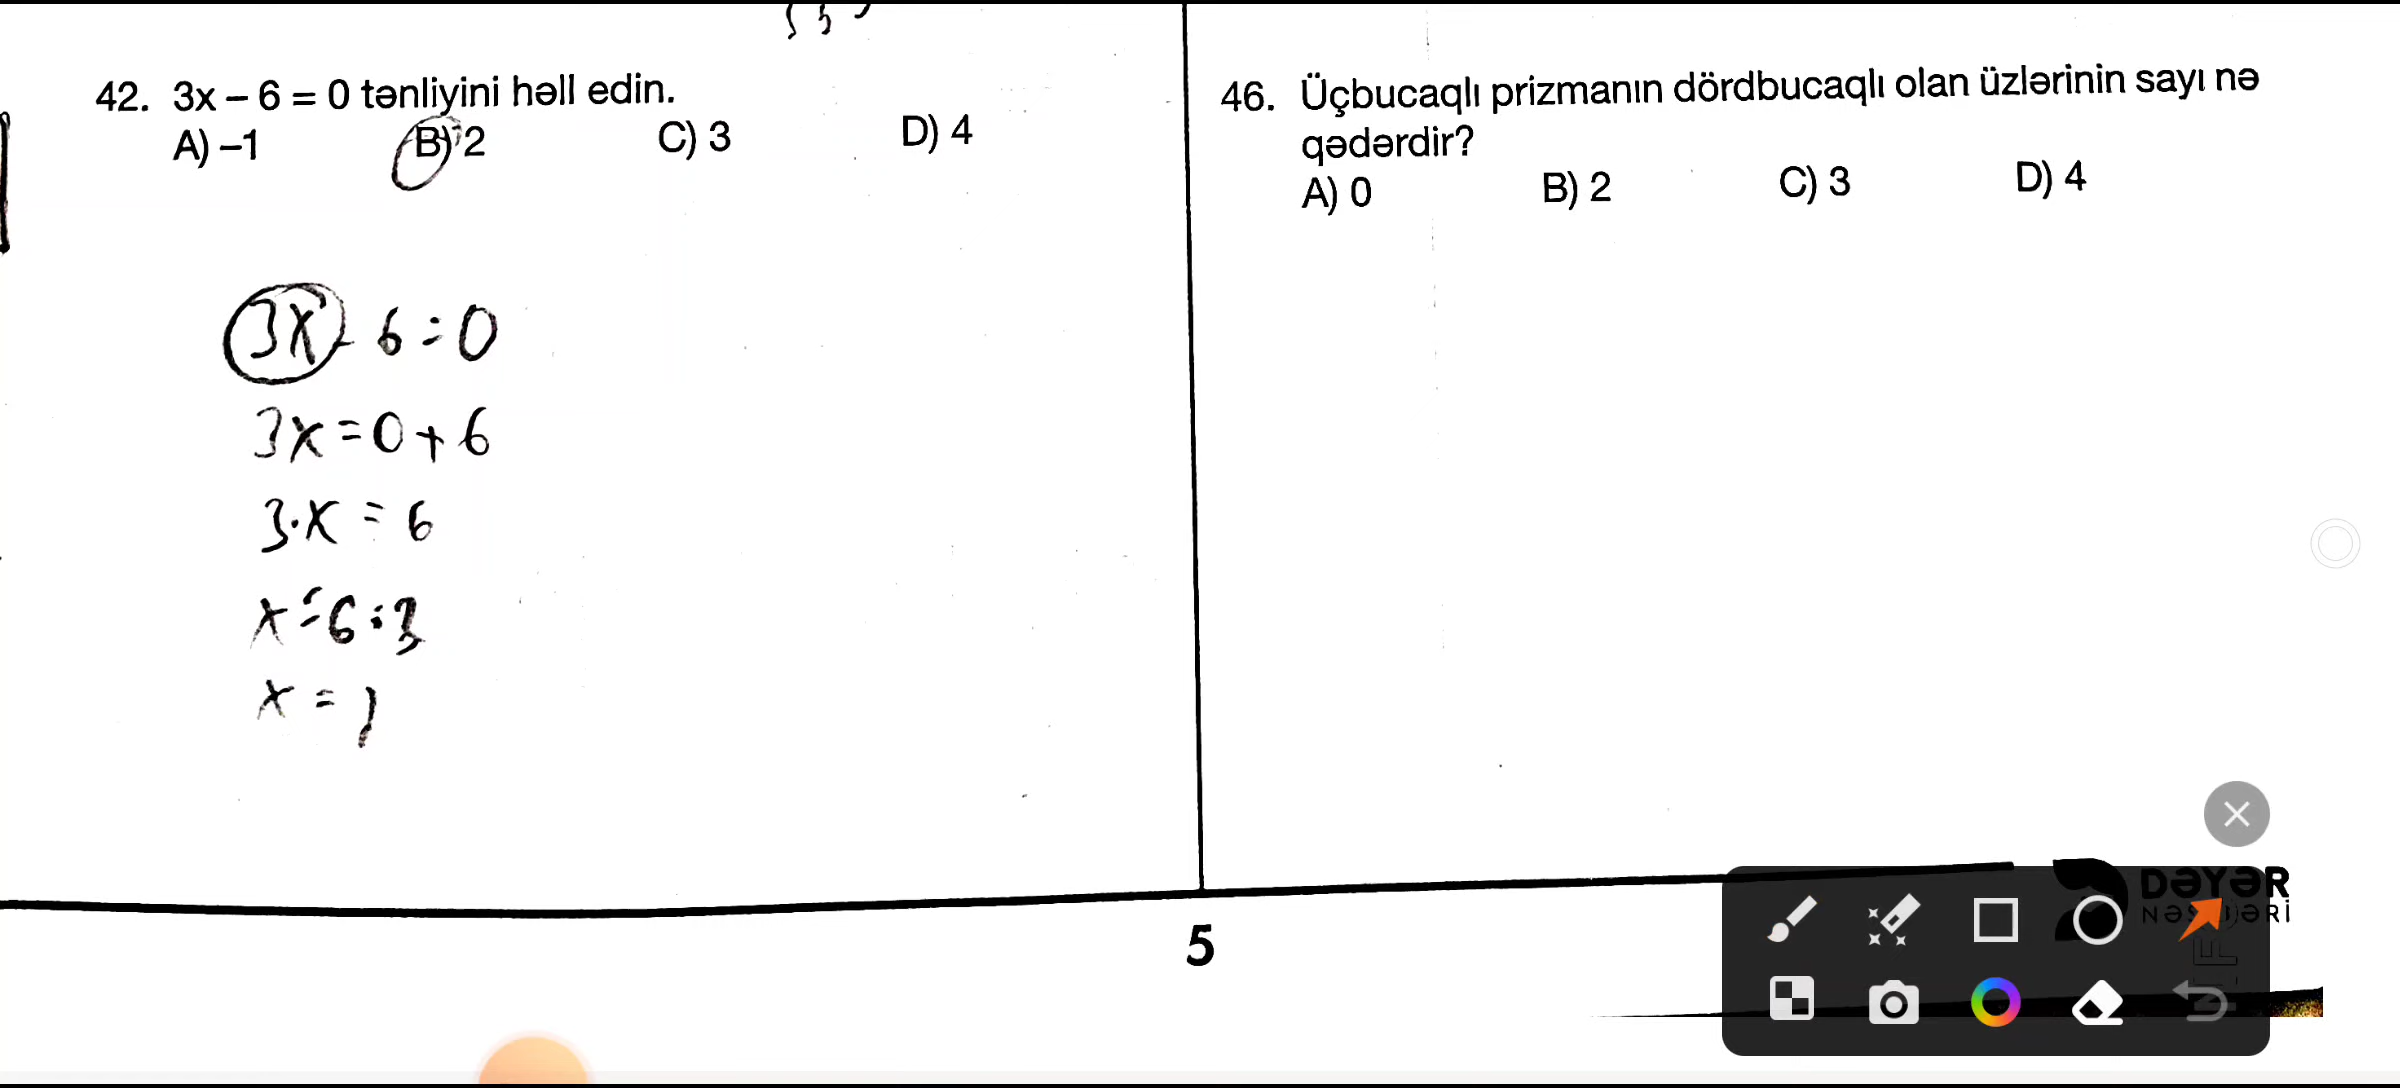 42. 3x – 6 = 0 tənliyini həll edin.
A) –1 B) 2 C) 3 D) 4
3x - 6 = 0
3x = 0 + 6
3·x = 6
x = 6 : 3
x =
46. Üçbucaqlı prizmanın dördbucaqlı olan üzlərinin sayı nə
qədərdir?
A) 0 B) 2 C) 3 D) 4
DƏYƏR
5